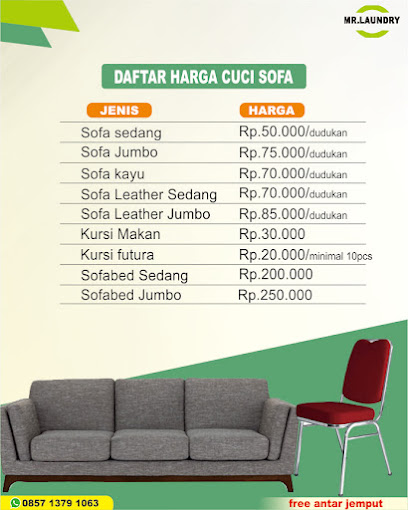 MR.LAUNDRY
DAFTAR HARGA CUCI SOFA
JENIS HARGA
Sofa sedang Rp.50.000/dudukan
Sofa Jumbo Rp.75.000/dudukan
Sofa kayu Rp.70.000/dudukan
Sofa Leather Sedang Rp.70.000/dudukan
Sofa Leather Jumbo Rp.85.000/dudukan
Kursi Makan Rp.30.000
Kursi futura Rp.20.000/minimal 10pcs
Sofabed Sedang Rp.200.000
Sofabed Jumbo Rp.250.000
0857 1379 1063 free antar jemput